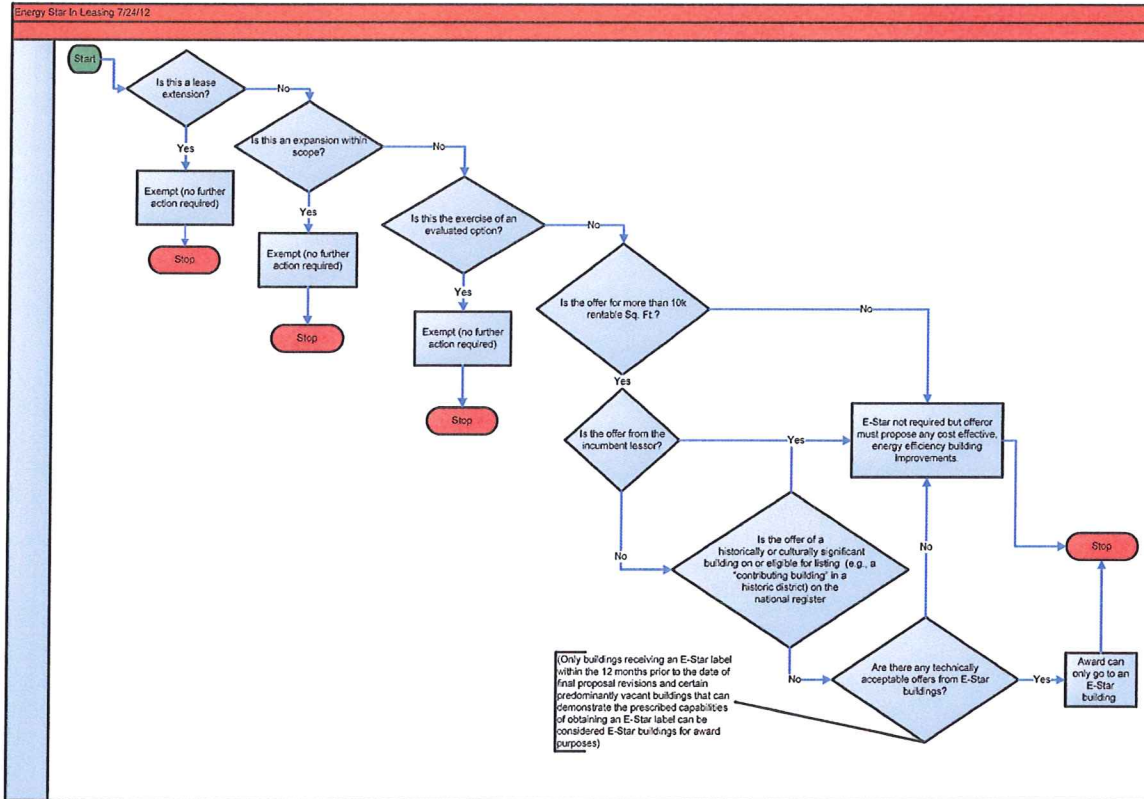 Energy Star In Leasing 7/24/12
Start
Is this a lease
extension?
No
Yes
Exempt (no further
action required)
Stop
Is this an expansion within
scope?
No
Yes
Exempt (no further
action required)
Stop
Is this the exercise of an
evaluated option?
No
Yes
Exempt (no further
action required)
Stop
Is the offer for more than 10k
rentable Sq. Ft.?
No
Yes
Is the offer from the
incumbent lessor?
Yes
No
E-Star not required but offeror
must propose any cost effective,
energy efficiency building
Improvements.
Is the offer of a
historically or culturally significant
building on or eligible for listing (e.g., a
"contributing building" in a
historic district) on the
national register
No
No
Stop
Are there any technically
acceptable offers from E-Star
buildings?
Yes
Award can
only go to an
E-Star
building
(Only buildings receiving an E-Star label
within the 12 months prior to the date of
final proposal revisions and certain
predominantly vacant buildings that can
demonstrate the prescribed capabilities
of obtaining an E-Star label can be
considered E-Star buildings for award
purposes)